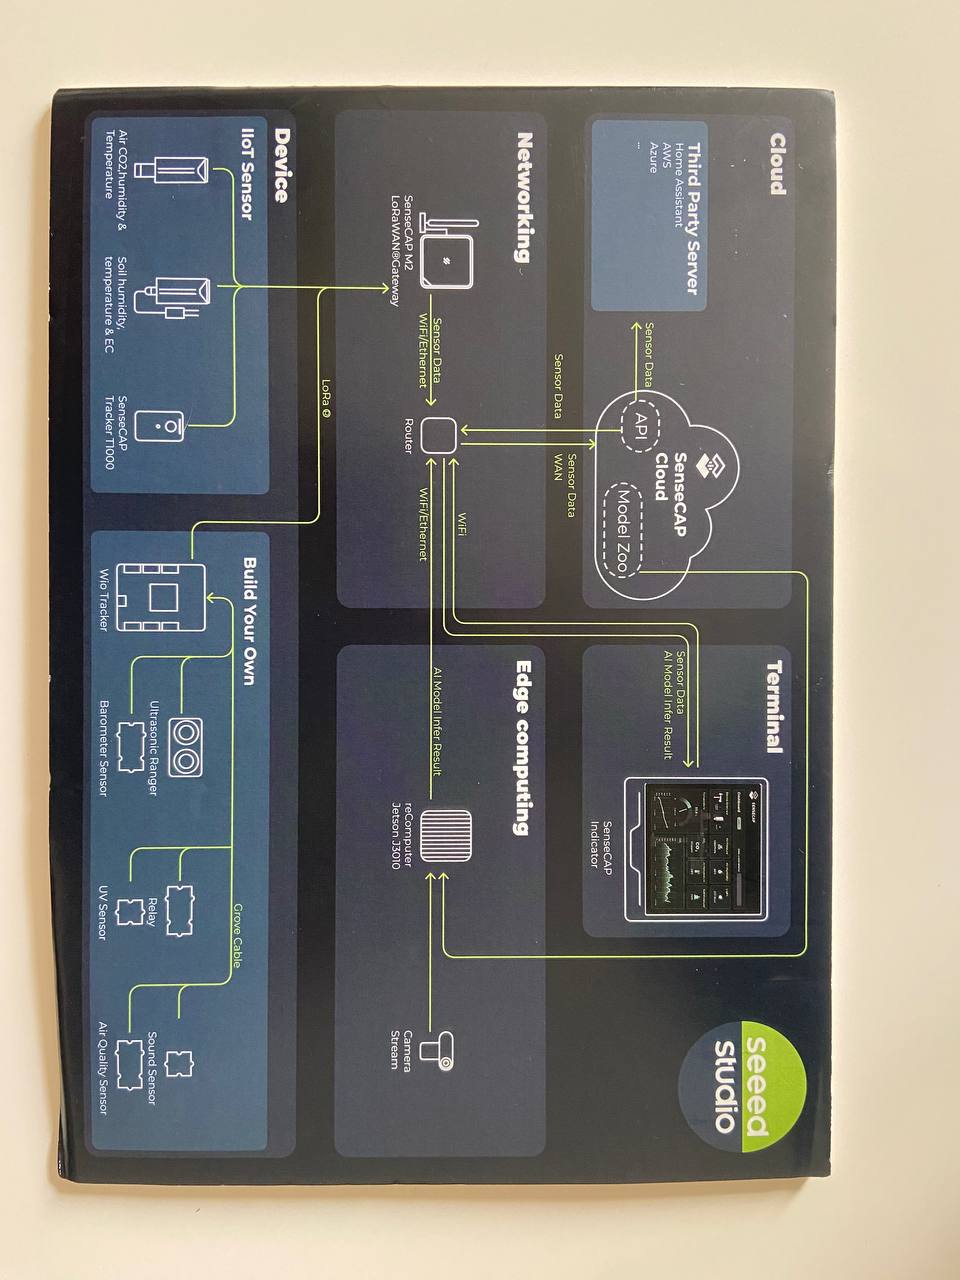 Cloud
Third Party Server
Home Assistant
AWS
Azure
...
Sensor Data
SenseCAP
Cloud
API
Model Zoo
Terminal
SENSECAP
Dashboard
CO₂
Sensor Data
AI Model Infer Result
SenseCAP
Indicator
seeed
studio
Sensor Data
Sensor Data
WAN
Networking
SenseCAP M2
LoRaWAN®Gateway
Sensor Data
WiFi/Ethernet
Router
WiFi
WiFi/Ethernet
Edge computing
AI Model Infer Result
reComputer
Jetson J3010
Camera
Stream
LoRa ®
Device
IIoT Sensor
Air CO2,humidity &
Temperature
Soil humidity,
temperature & EC
SenseCAP
Tracker T1000
Build Your Own
Grove Cable
Wio Tracker
Ultrasonic Ranger
Barometer Sensor
Relay
UV Sensor
Sound Sensor
Air Quality Sensor